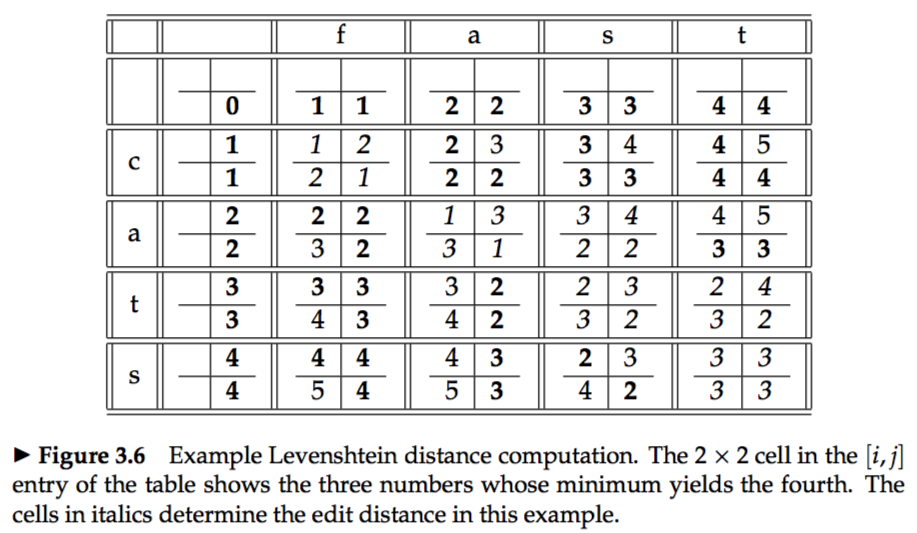 f a s t
0 1 1 2 2 3 3 4 4
c 1 1 2 2 3 3 4 4 5
1 2 1 2 2 3 3 4 4
a 2 2 2 1 3 3 4 4 5
2 3 2 3 1 2 2 3 3
t 3 3 3 3 2 2 3 2 4
3 4 3 4 2 3 2 3 2
s 4 4 4 4 3 2 3 3 3
4 5 4 5 3 4 2 3 3
► Figure 3.6 Example Levenshtein distance computation. The 2 × 2 cell in the [i, j]
entry of the table shows the three numbers whose minimum yields the fourth. The
cells in italics determine the edit distance in this example.